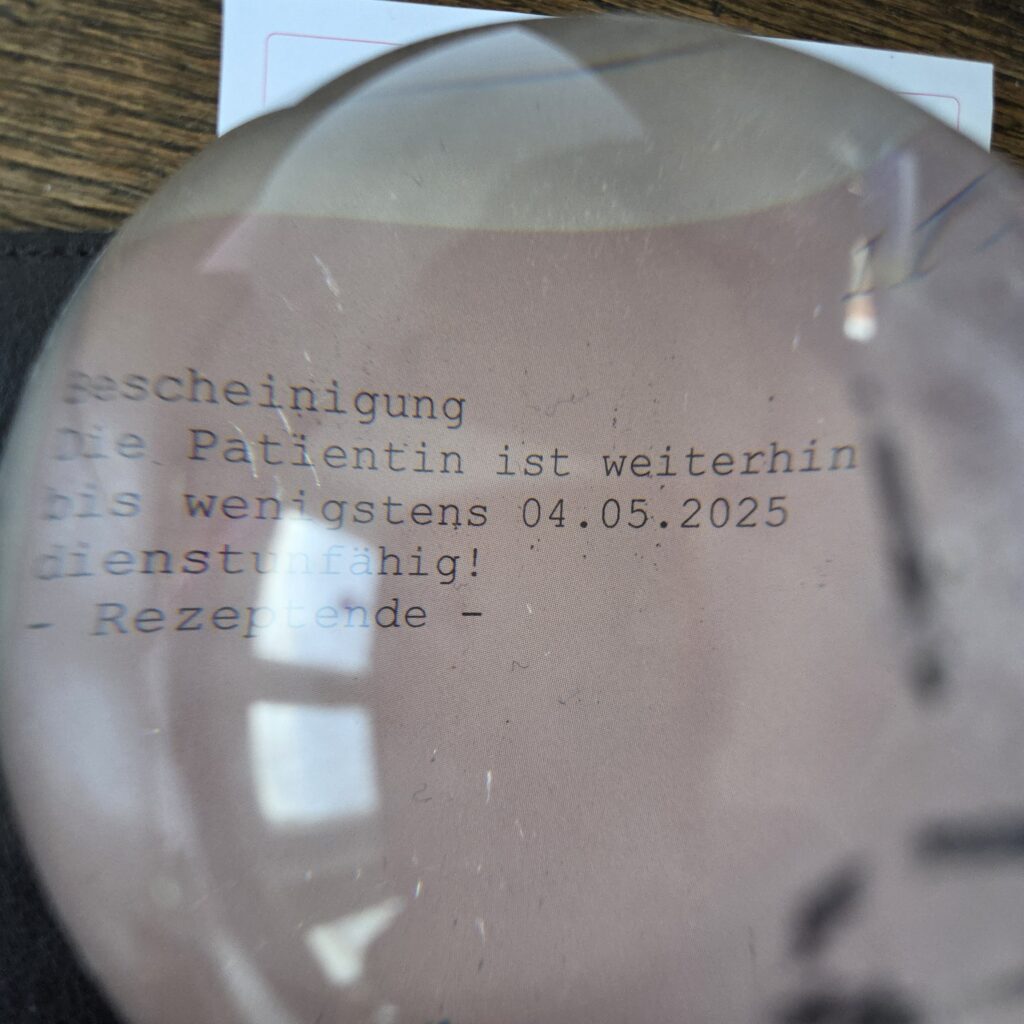 Bescheinigung
Die Patientin ist weiterhin
bis wenigstens 04.05.2025
dienstunfähig!
- Rezeptende -